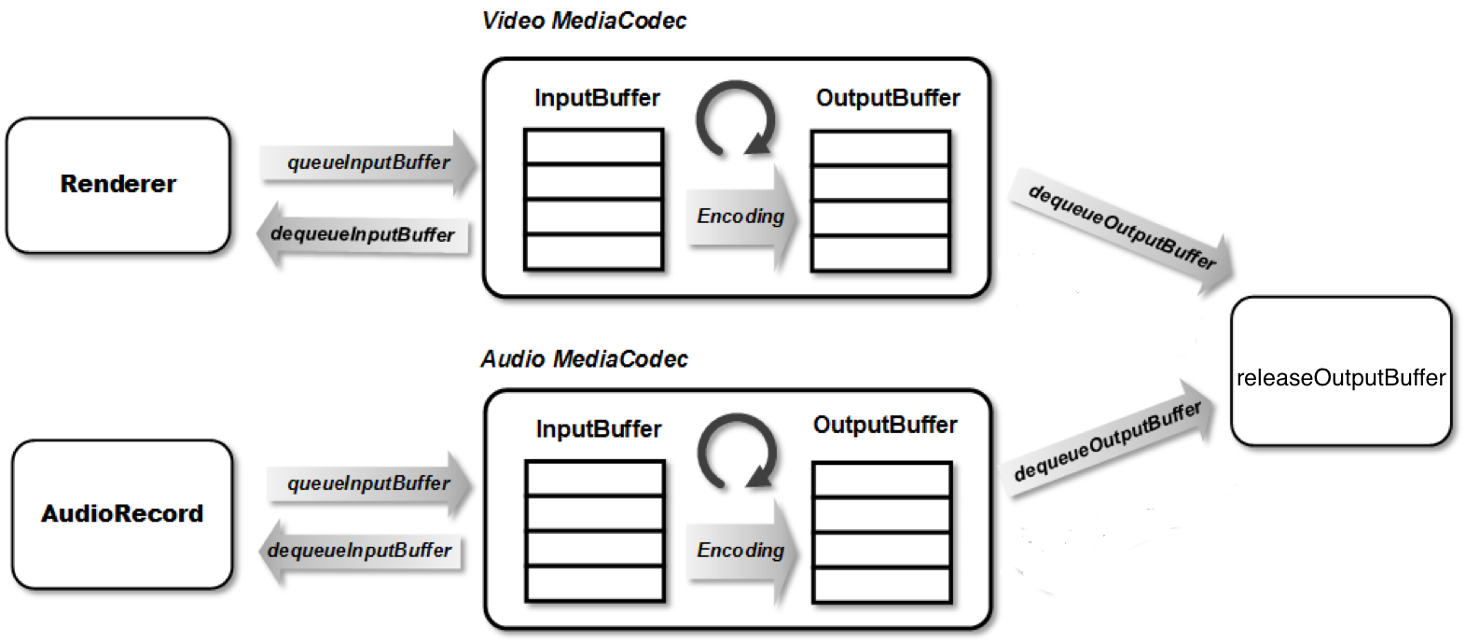 Video MediaCodec
InputBuffer
OutputBuffer
Renderer
queueInputBuffer
dequeueInputBuffer
Encoding
dequeueOutputBuffer
releaseOutputBuffer
Audio MediaCodec
InputBuffer
OutputBuffer
AudioRecord
queueInputBuffer
dequeueInputBuffer
Encoding
dequeueOutputBuffer